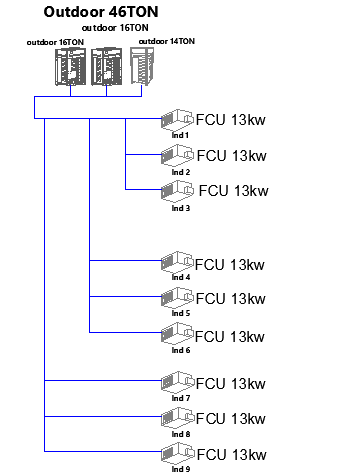 Outdoor 46TON
outdoor 16TON
outdoor 16TON
outdoor 14TON
FCU 13kw
Ind 1
FCU 13kw
Ind 2
FCU 13kw
Ind 3
FCU 13kw
Ind 4
FCU 13kw
Ind 5
FCU 13kw
Ind 6
FCU 13kw
Ind 7
FCU 13kw
Ind 8
FCU 13kw
Ind 9